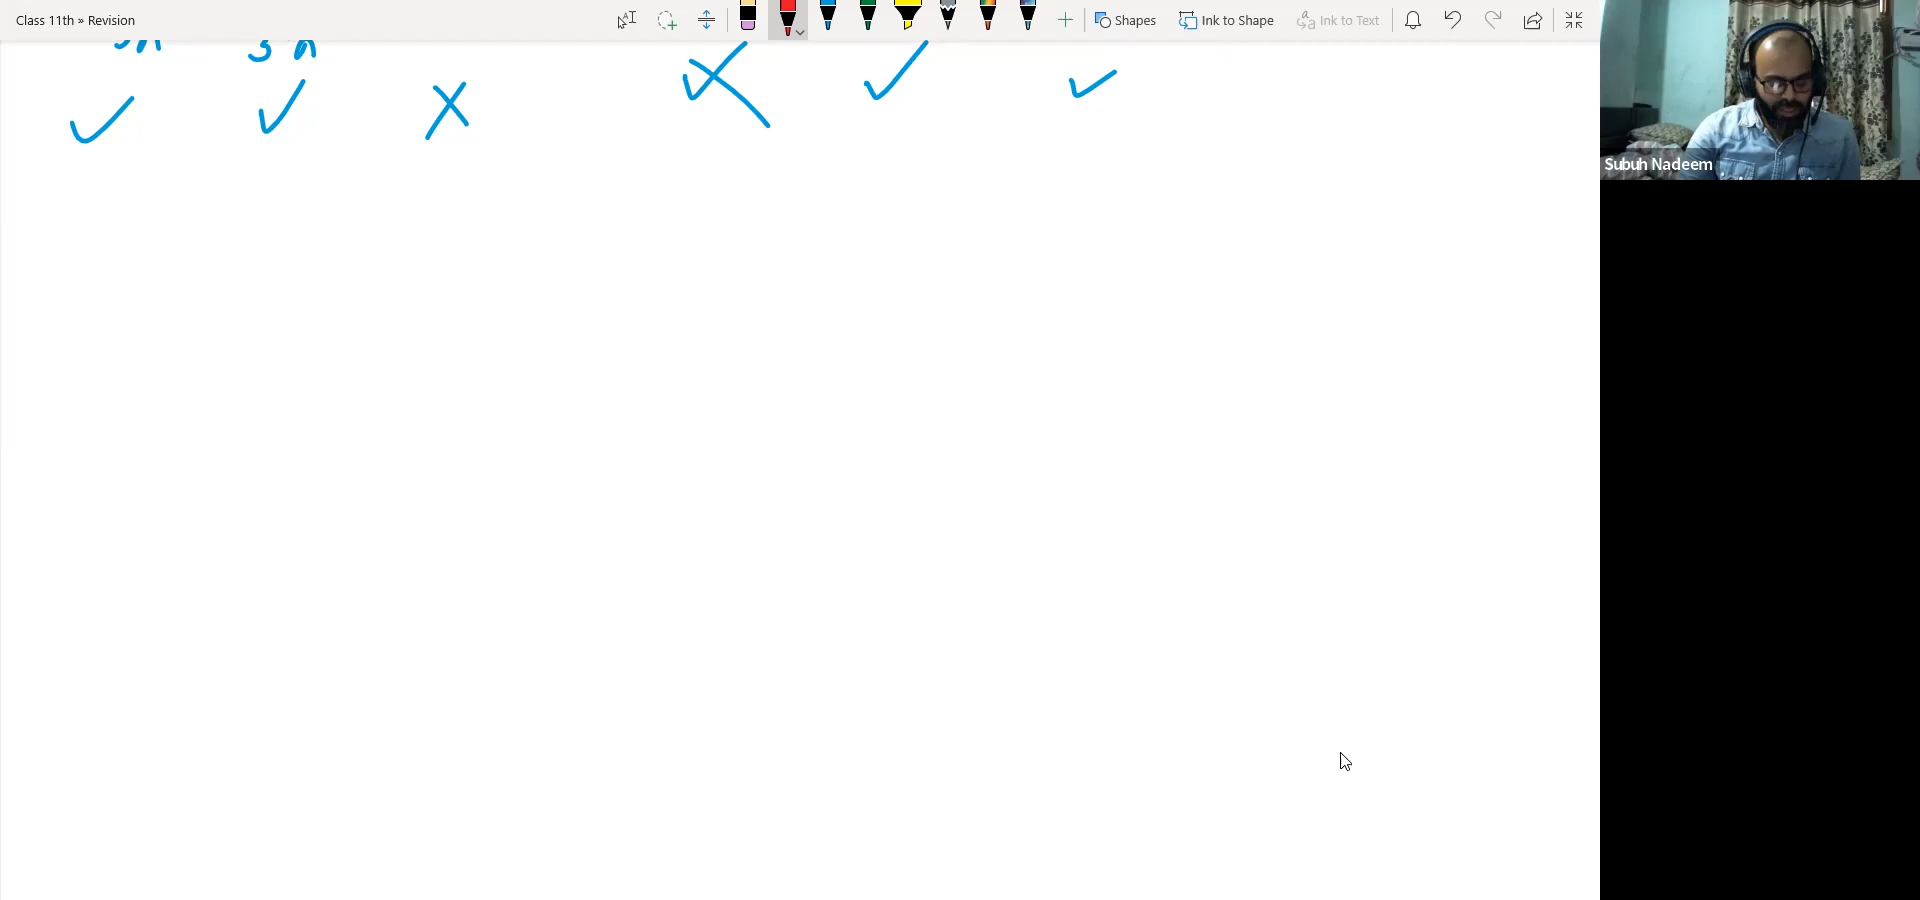 Class 11th » Revision
Shapes Ink to Shape Ink to Text
Subuh Nadeem